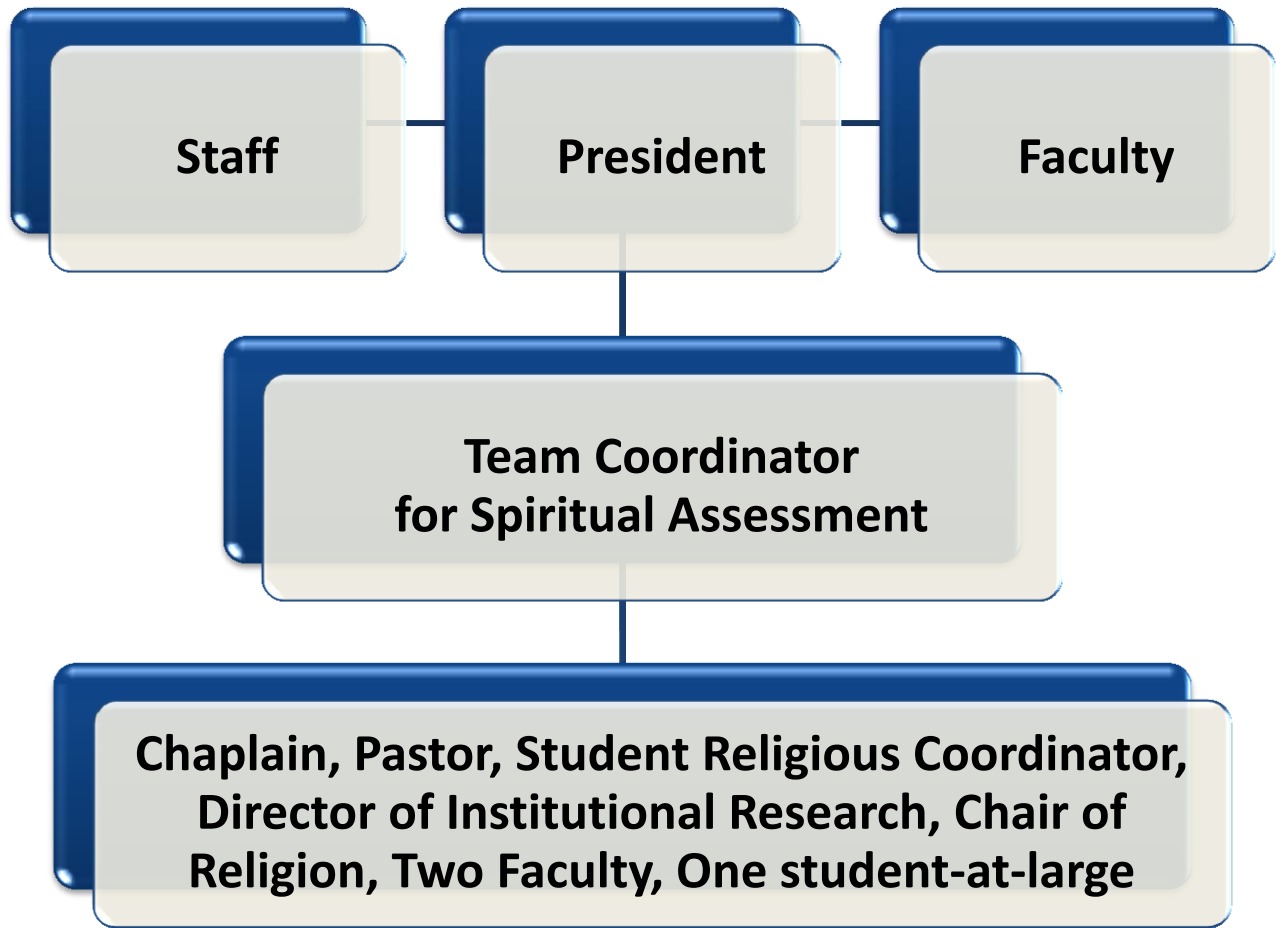 Staff
President
Faculty
Team Coordinator
for Spiritual Assessment
Chaplain, Pastor, Student Religious Coordinator,
Director of Institutional Research, Chair of
Religion, Two Faculty, One student-at-large